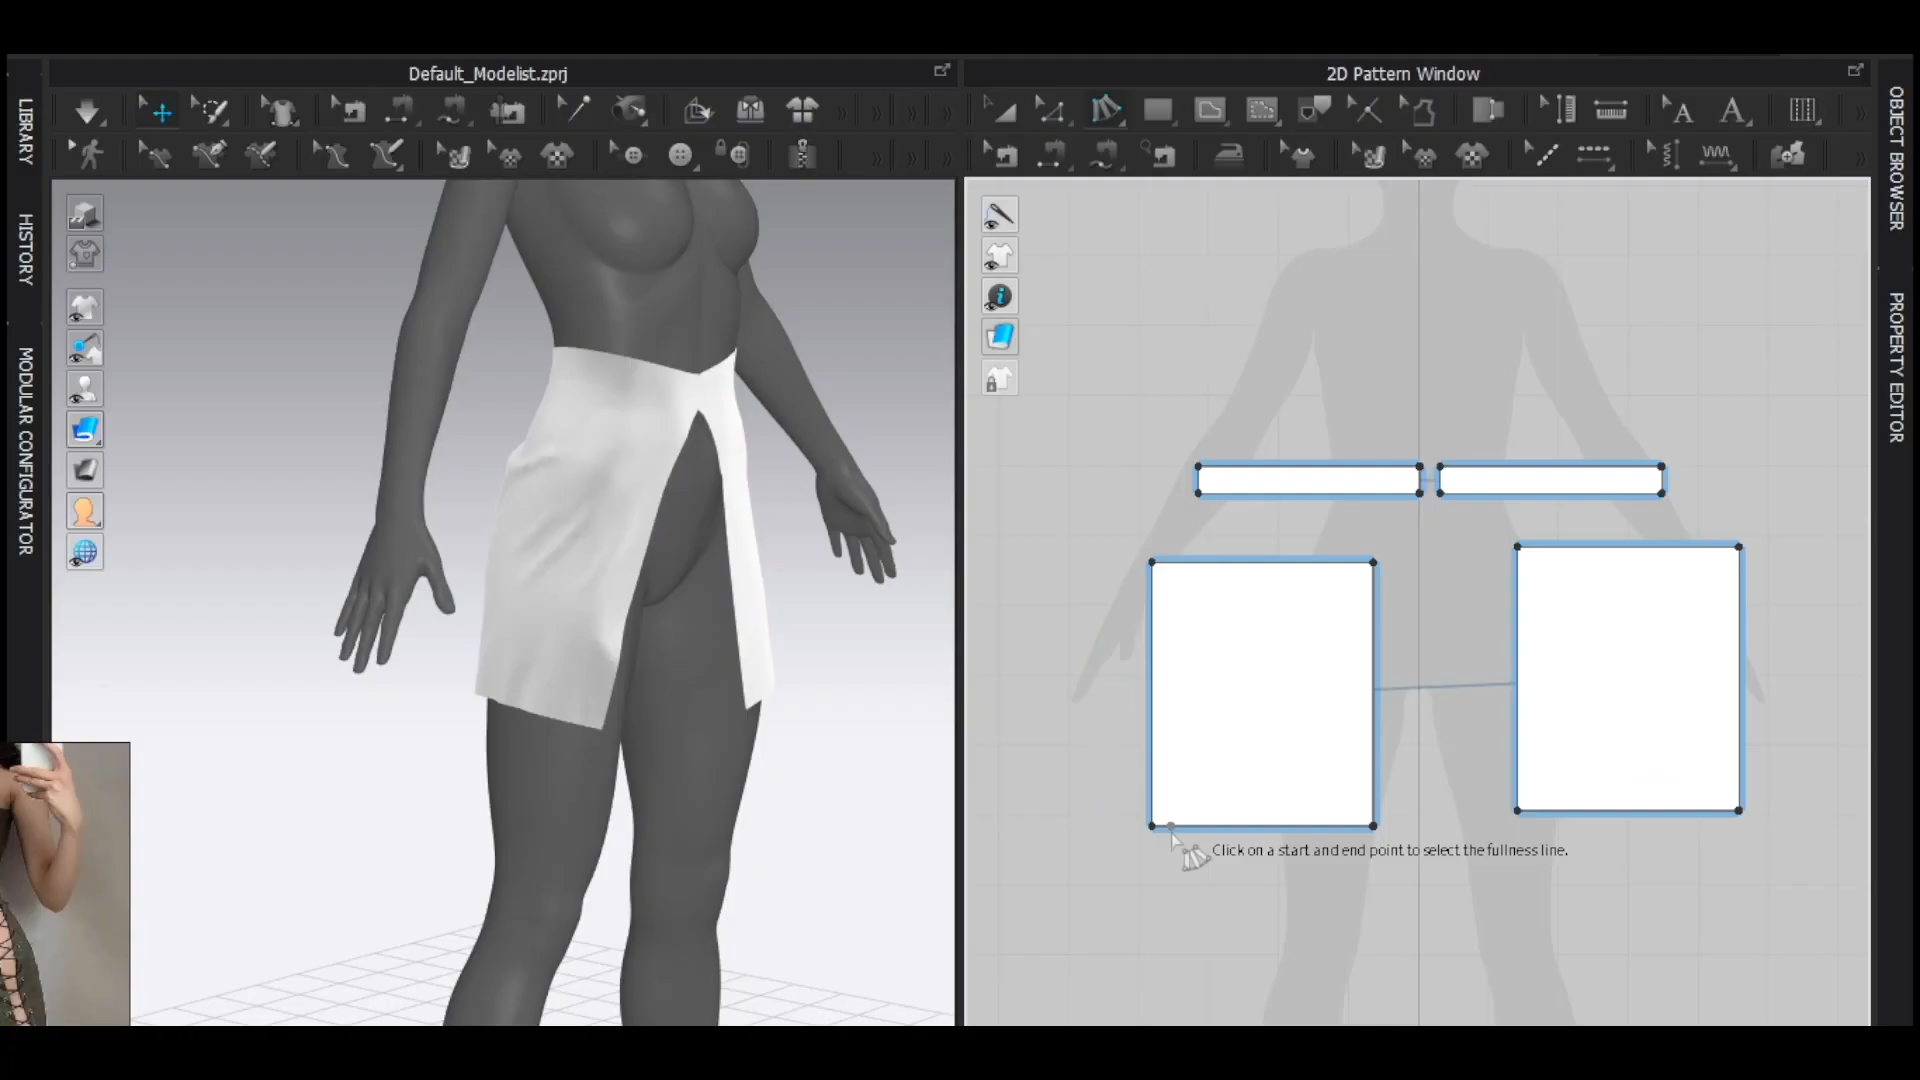 Default_Modelist.zprj
2D Pattern Window
LIBRARY
HISTORY
MODULAR CONFIGURATOR
OBJECT BROWSER
PROPERTY EDITOR
Click on a start and end point to select the fullness line.